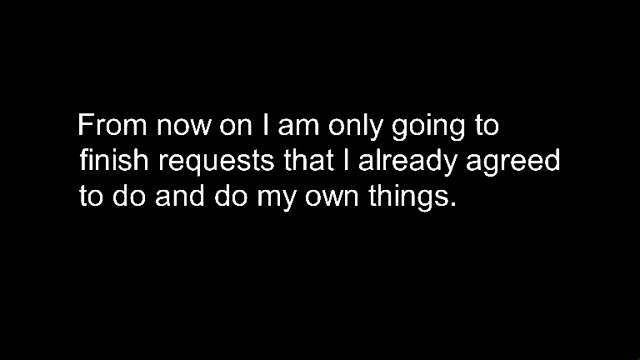 From now on I am only going to
finish requests that I already agreed
to do and do my own things.